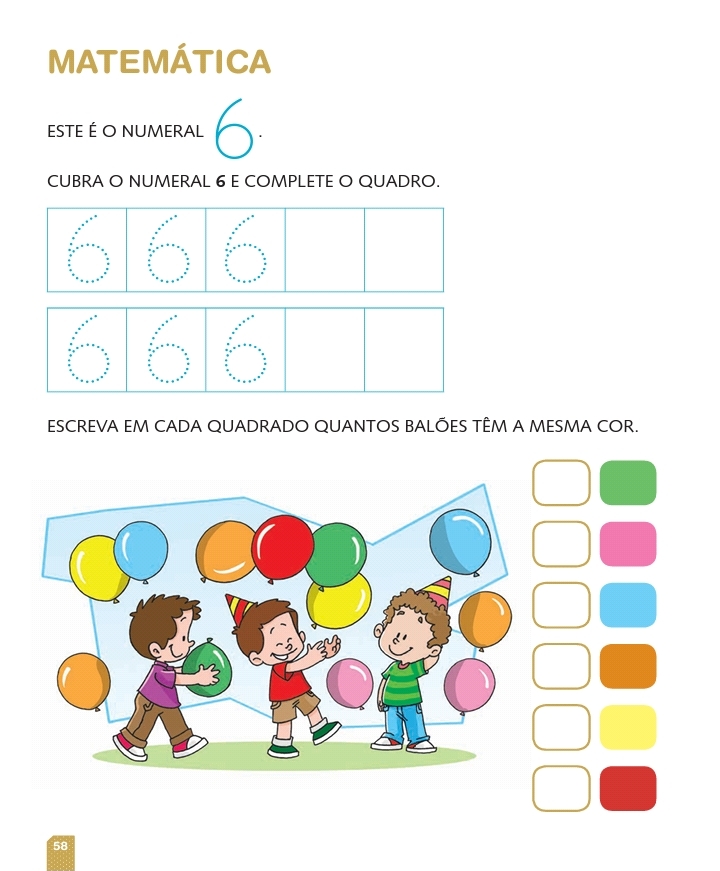 MATEMÁTICA
ESTE É O NUMERAL 6.
CUBRA O NUMERAL 6 E COMPLETE O QUADRO.
6 6 6
6 6 6
ESCREVA EM CADA QUADRADO QUANTOS BALÕES TÊM A MESMA COR.
58